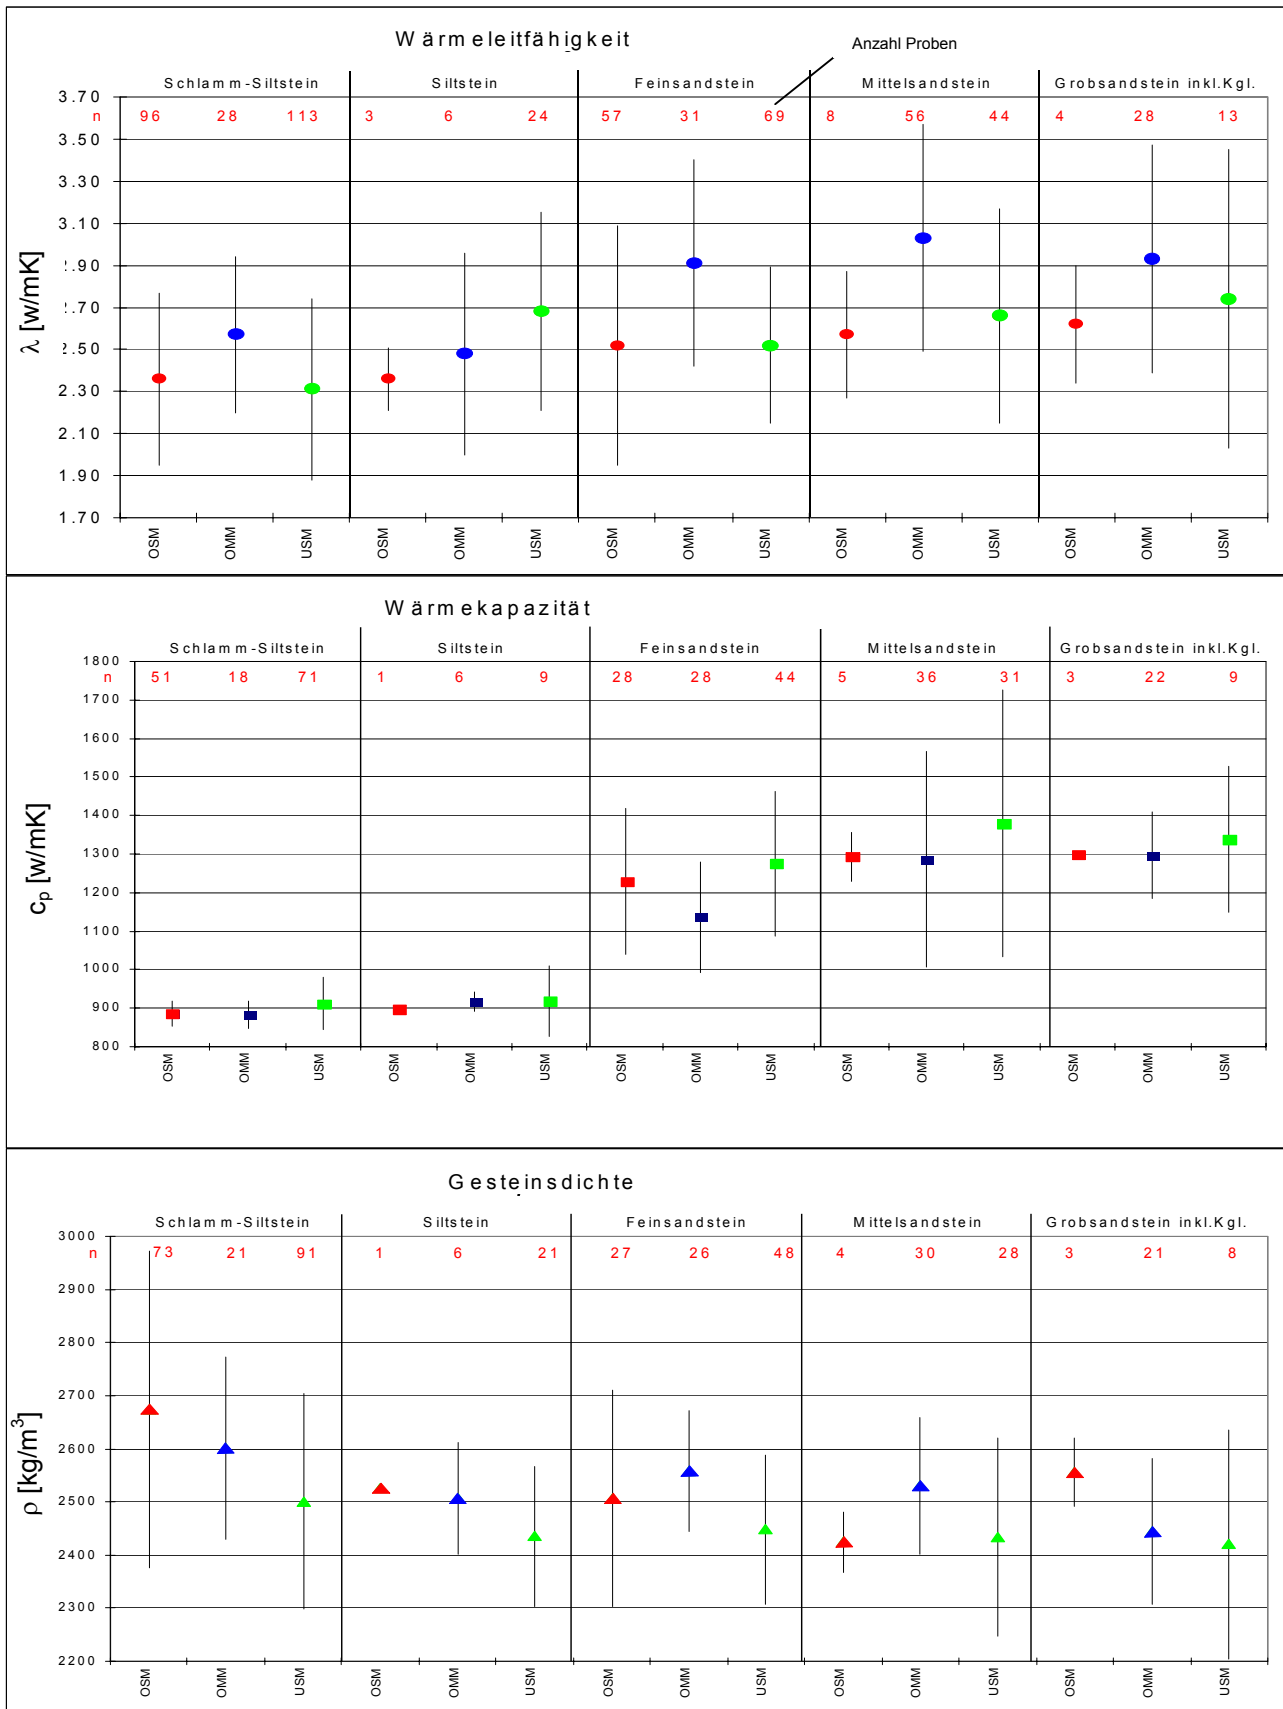 Wärmeleitfähigkeit
Anzahl Proben
Schlamm-Siltstein Siltstein Feinsandstein Mittelsandstein Grobsandstein inkl.Kgl.
3.70
n 96 28 113 3 6 24 57 31 69 8 56 44 4 28 13
3.50
3.30
3.10
2.90
2.70
2.50
2.30
2.10
1.90
1.70
λ [w/mK]
OSM OMM USM OSM OMM USM OSM OMM USM OSM OMM USM OSM OMM USM
Wärmekapazität
Schlamm-Siltstein Siltstein Feinsandstein Mittelsandstein Grobsandstein inkl.Kgl.
1800
n 51 18 71 1 6 9 28 28 44 5 36 31 3 22 9
1700
1600
1500
1400
1300
1200
1100
1000
900
800
cp [w/mK]
OSM OMM USM OSM OMM USM OSM OMM USM OSM OMM USM OSM OMM USM
Gesteinsdichte
Schlamm-Siltstein Siltstein Feinsandstein Mittelsandstein Grobsandstein inkl.Kgl.
3000
n 73 21 91 1 6 21 27 26 48 4 30 28 3 21 8
2900
2800
2700
2600
2500
2400
2300
2200
ρ [kg/m³]
OSM OMM USM OSM OMM USM OSM OMM USM OSM OMM USM OSM OMM USM